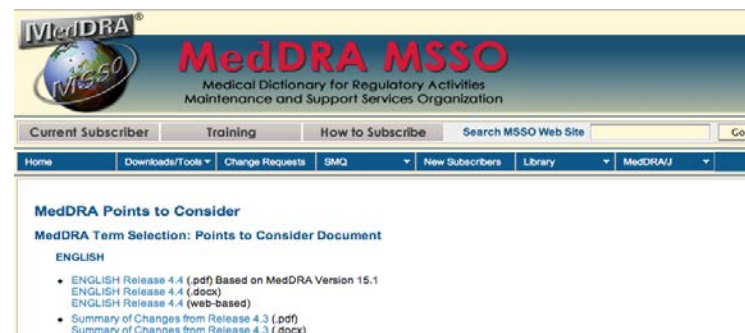 MedDRA®
MSSO
MedDRA MSSO
Medical Dictionary for Regulatory Activities
Maintenance and Support Services Organization
Current Subscriber Training How to Subscribe Search MSSO Web Site Go
Home Downloads/Tools Change Requests SMQ New Subscribers Library MedDRA/J
MedDRA Points to Consider
MedDRA Term Selection: Points to Consider Document
ENGLISH
• ENGLISH Release 4.4 (.pdf) Based on MedDRA Version 15.1
ENGLISH Release 4.4 (.docx)
ENGLISH Release 4.4 (web-based)
• Summary of Changes from Release 4.3 (.pdf)
Summary of Changes from Release 4.3 (.docx)